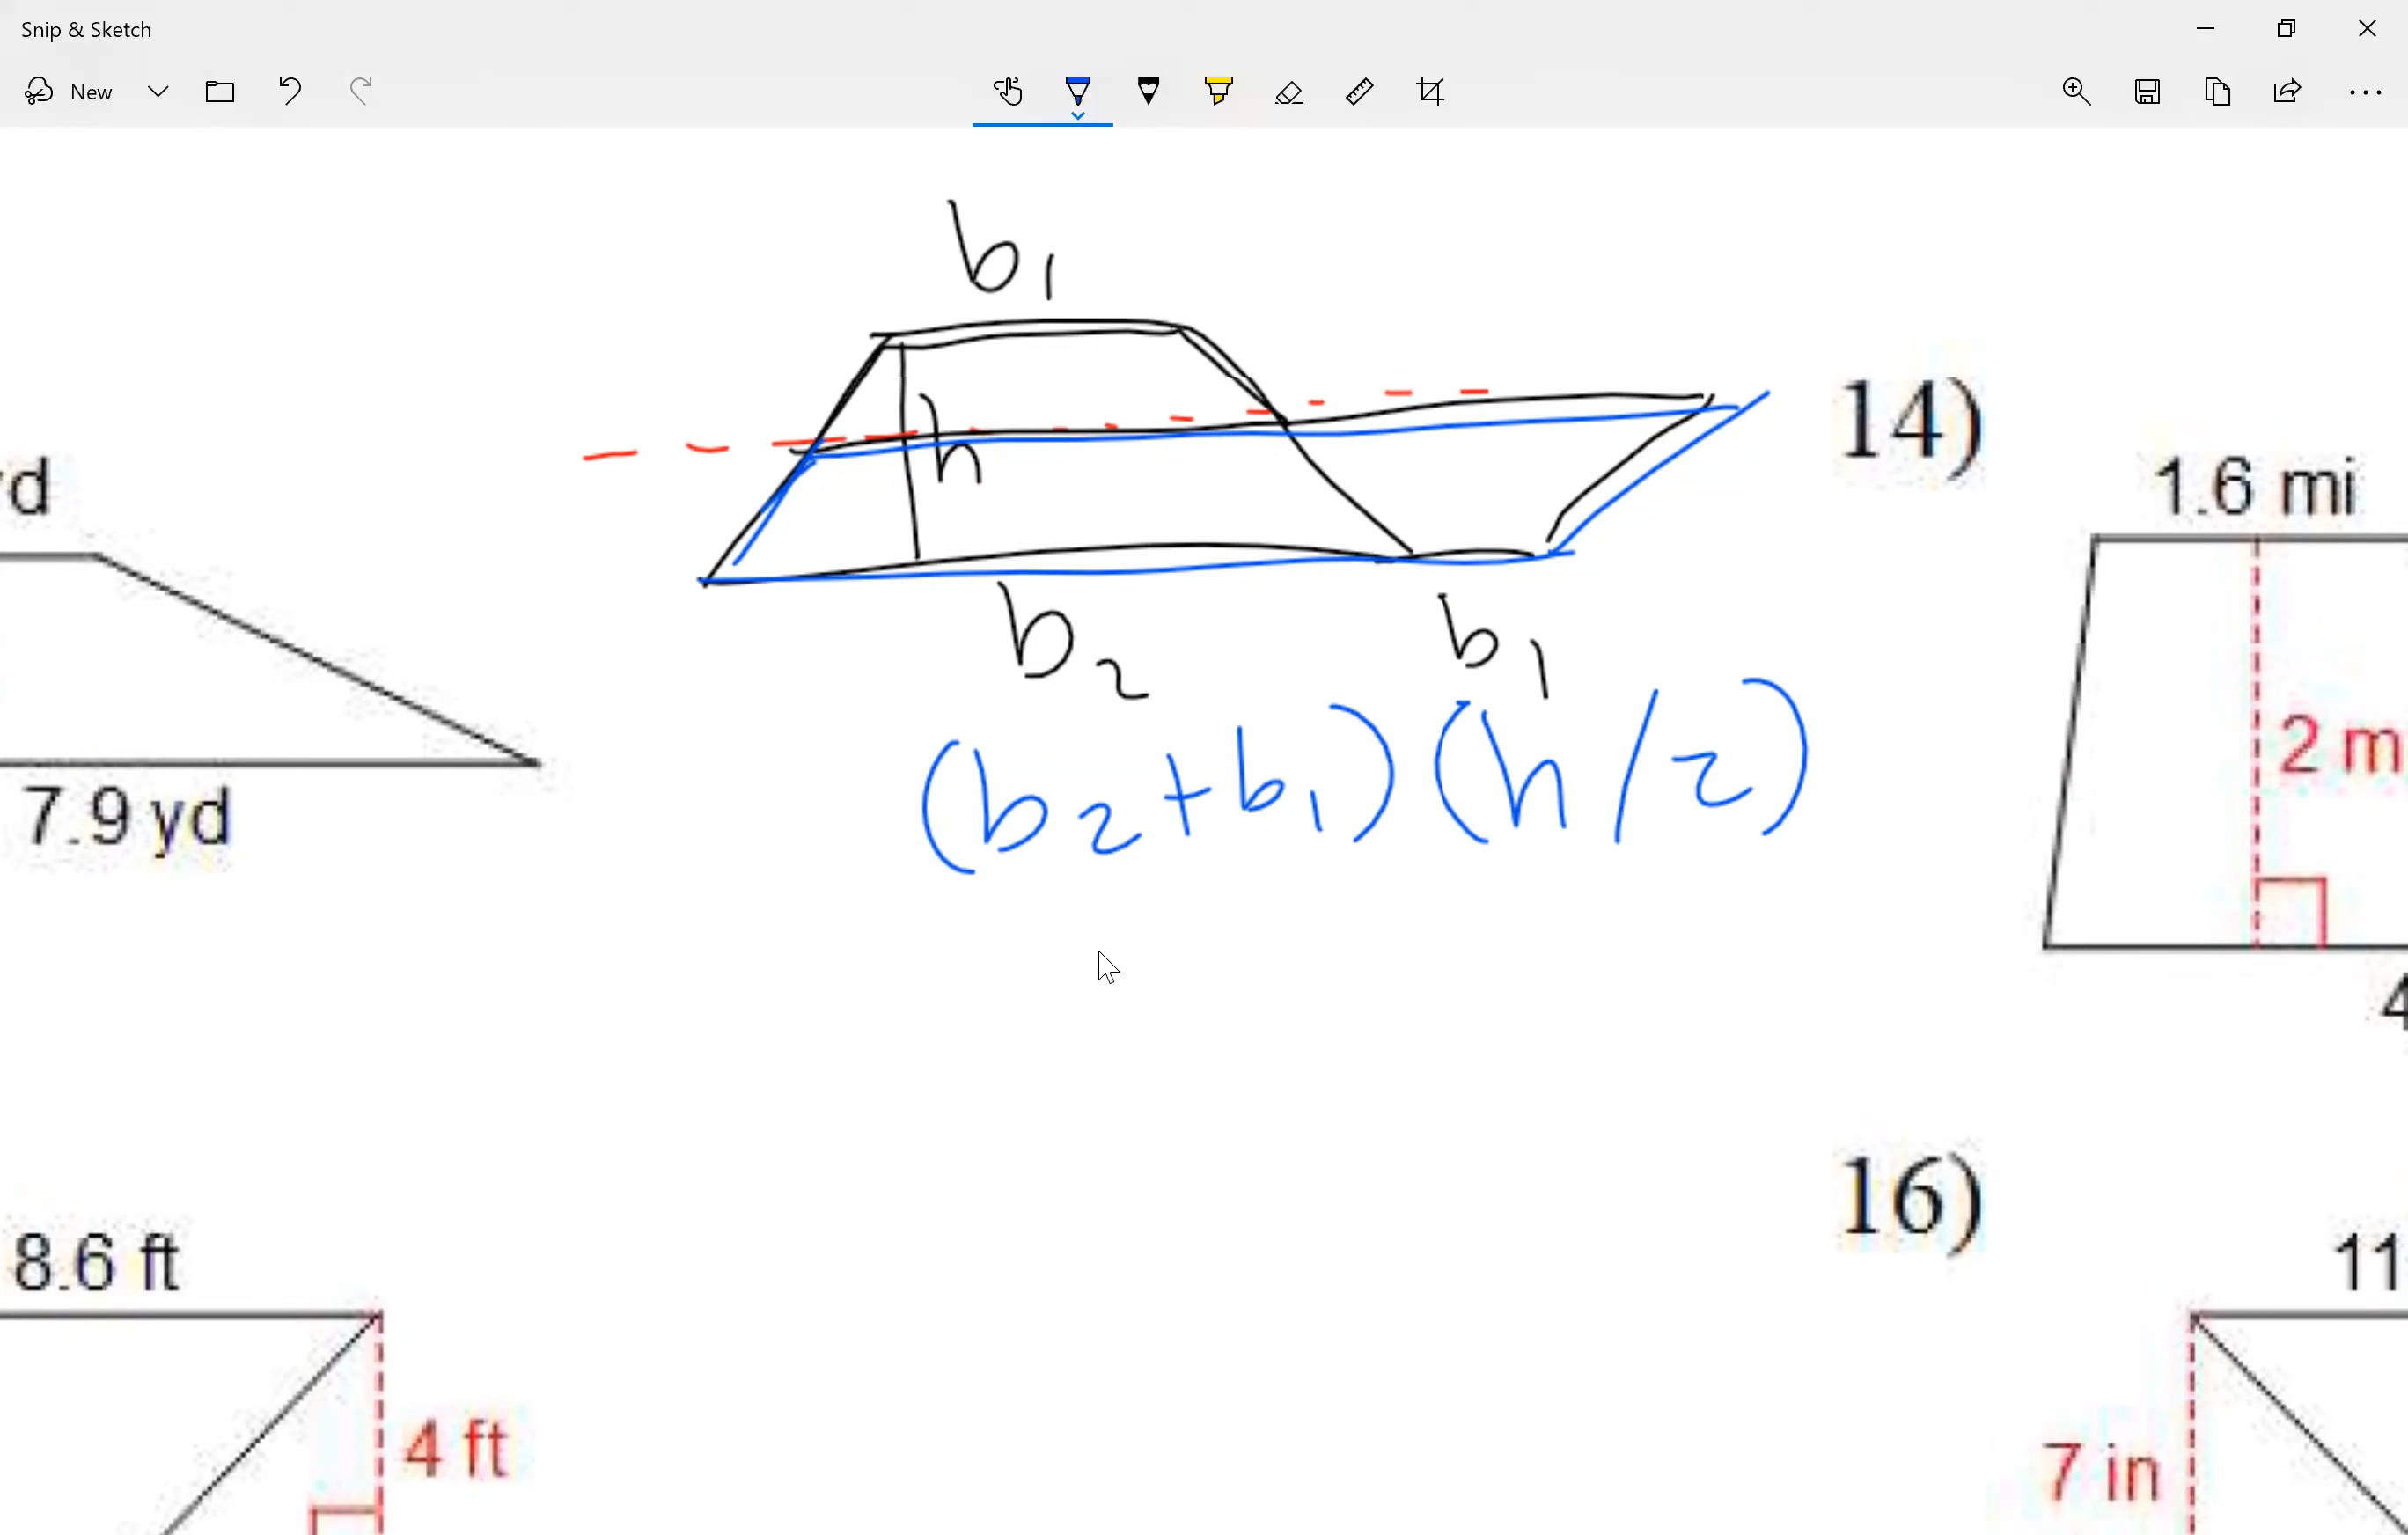 Snip & Sketch
New
b1
14)
1.6 mi
h
b2 b1
2 m
7.9 yd
(b2+b1)(h/2)
4
16)
8.6 ft
11
4 ft
7 in